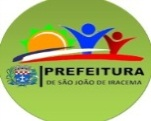 PREFEITURA
DE SÃO JOÃO DE IRACEMA